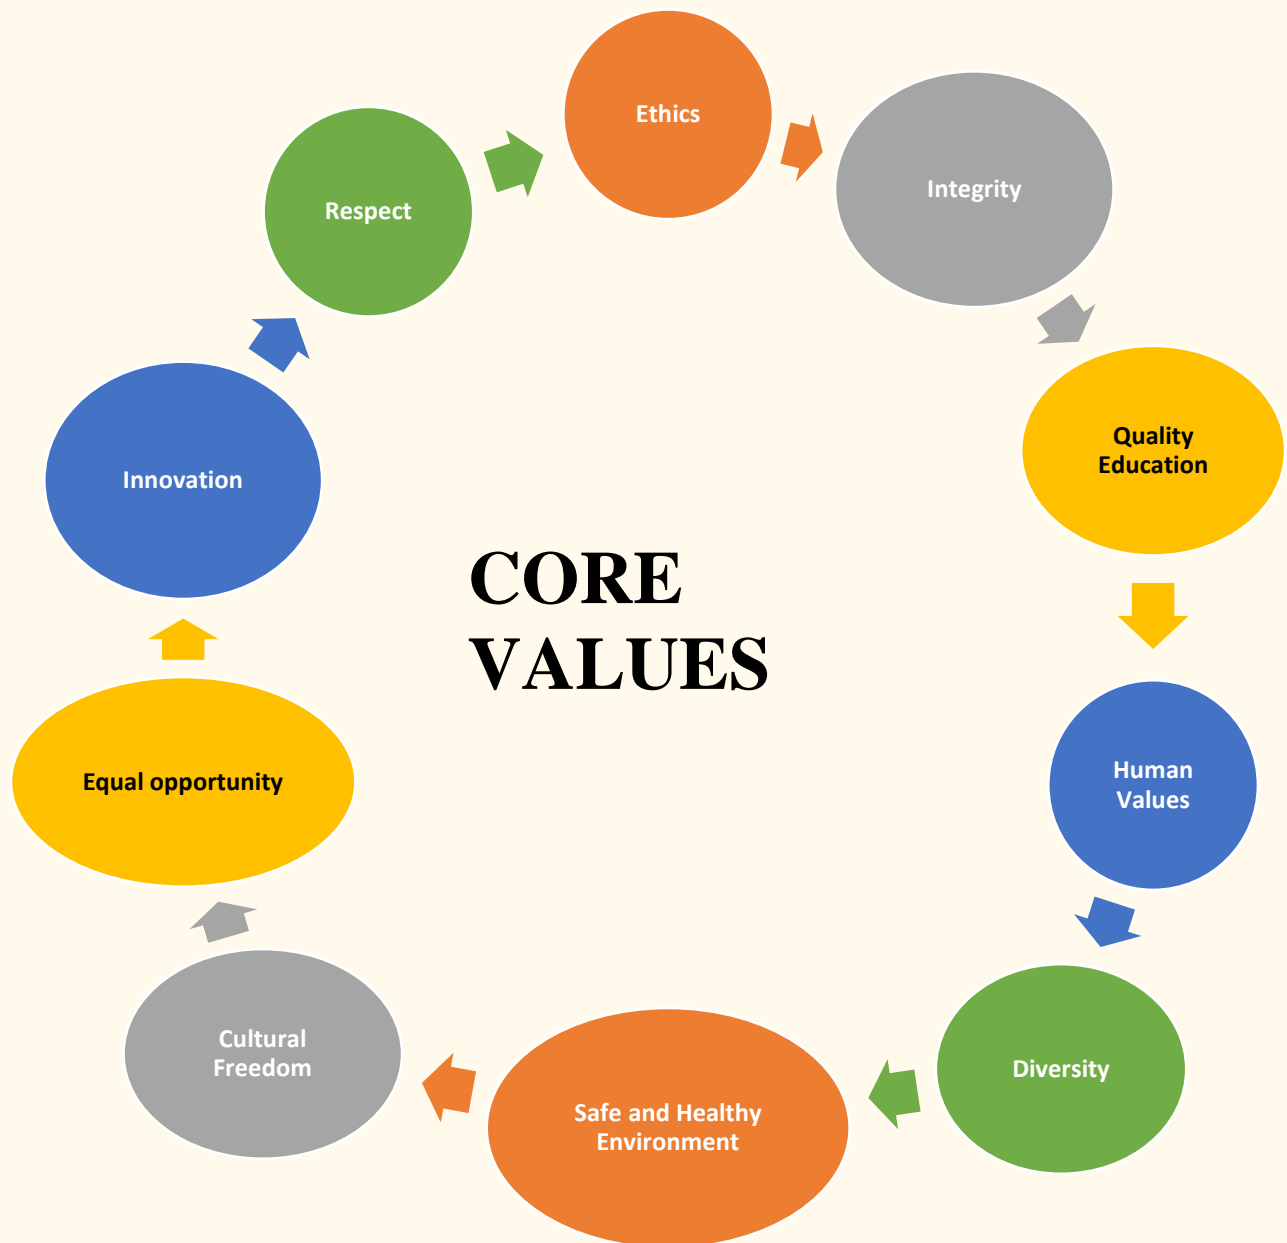 Ethics
Integrity
Quality
Education
Human
Values
Diversity
Safe and Healthy
Environment
Cultural
Freedom
Equal opportunity
Innovation
Respect
CORE
VALUES